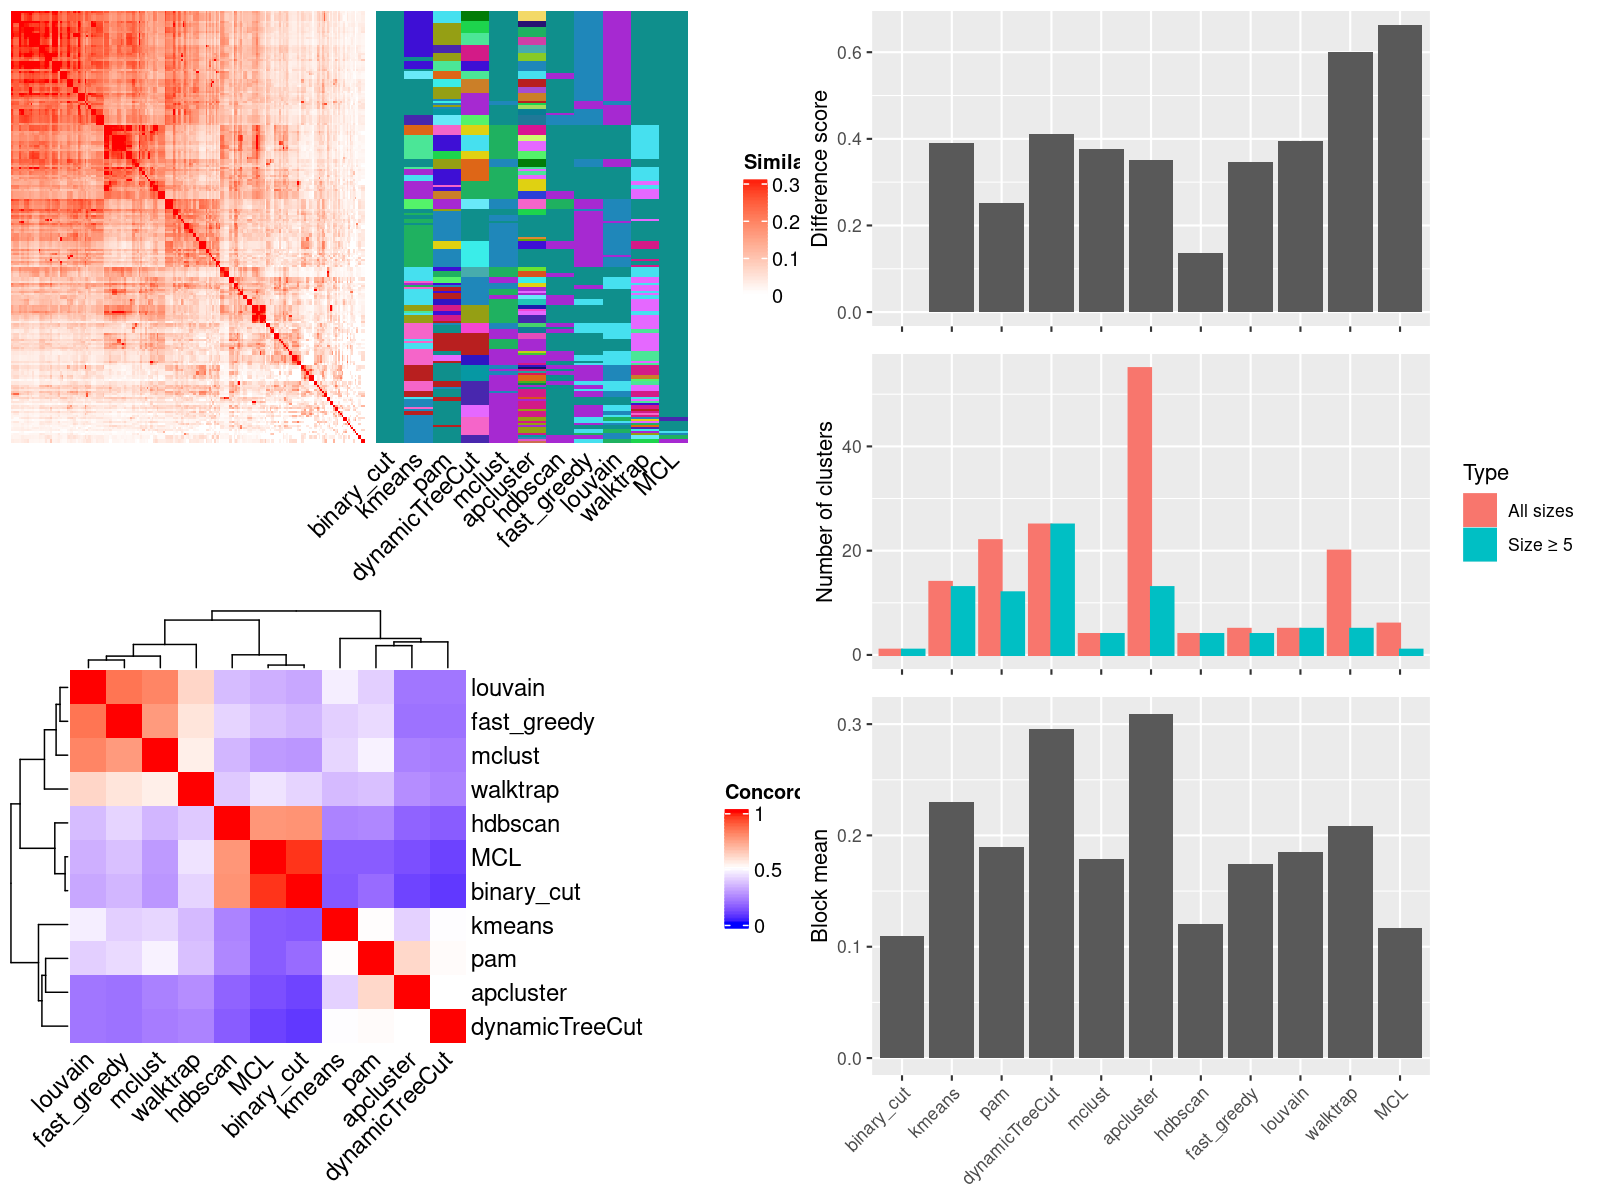 Simila
0.3
0.2
0.1
0
binary_cut
kmeans
pam
dynamicTreeCut
mclust
apcluster
hdbscan
fast_greedy
louvain
walktrap
MCL
louvain
fast_greedy
mclust
walktrap
hdbscan
MCL
binary_cut
kmeans
pam
apcluster
dynamicTreeCut
louvain
fast_greedy
mclust
walktrap
hdbscan
MCL
binary_cut
kmeans
pam
apcluster
dynamicTreeCut
Concord
1
0.5
0
Difference score
0.6
0.4
0.2
0.0
Number of clusters
40
20
0
Type
All sizes
Size ≥ 5
Block mean
0.3
0.2
0.1
0.0
binary_cut
kmeans
pam
dynamicTreeCut
mclust
apcluster
hdbscan
fast_greedy
louvain
walktrap
MCL